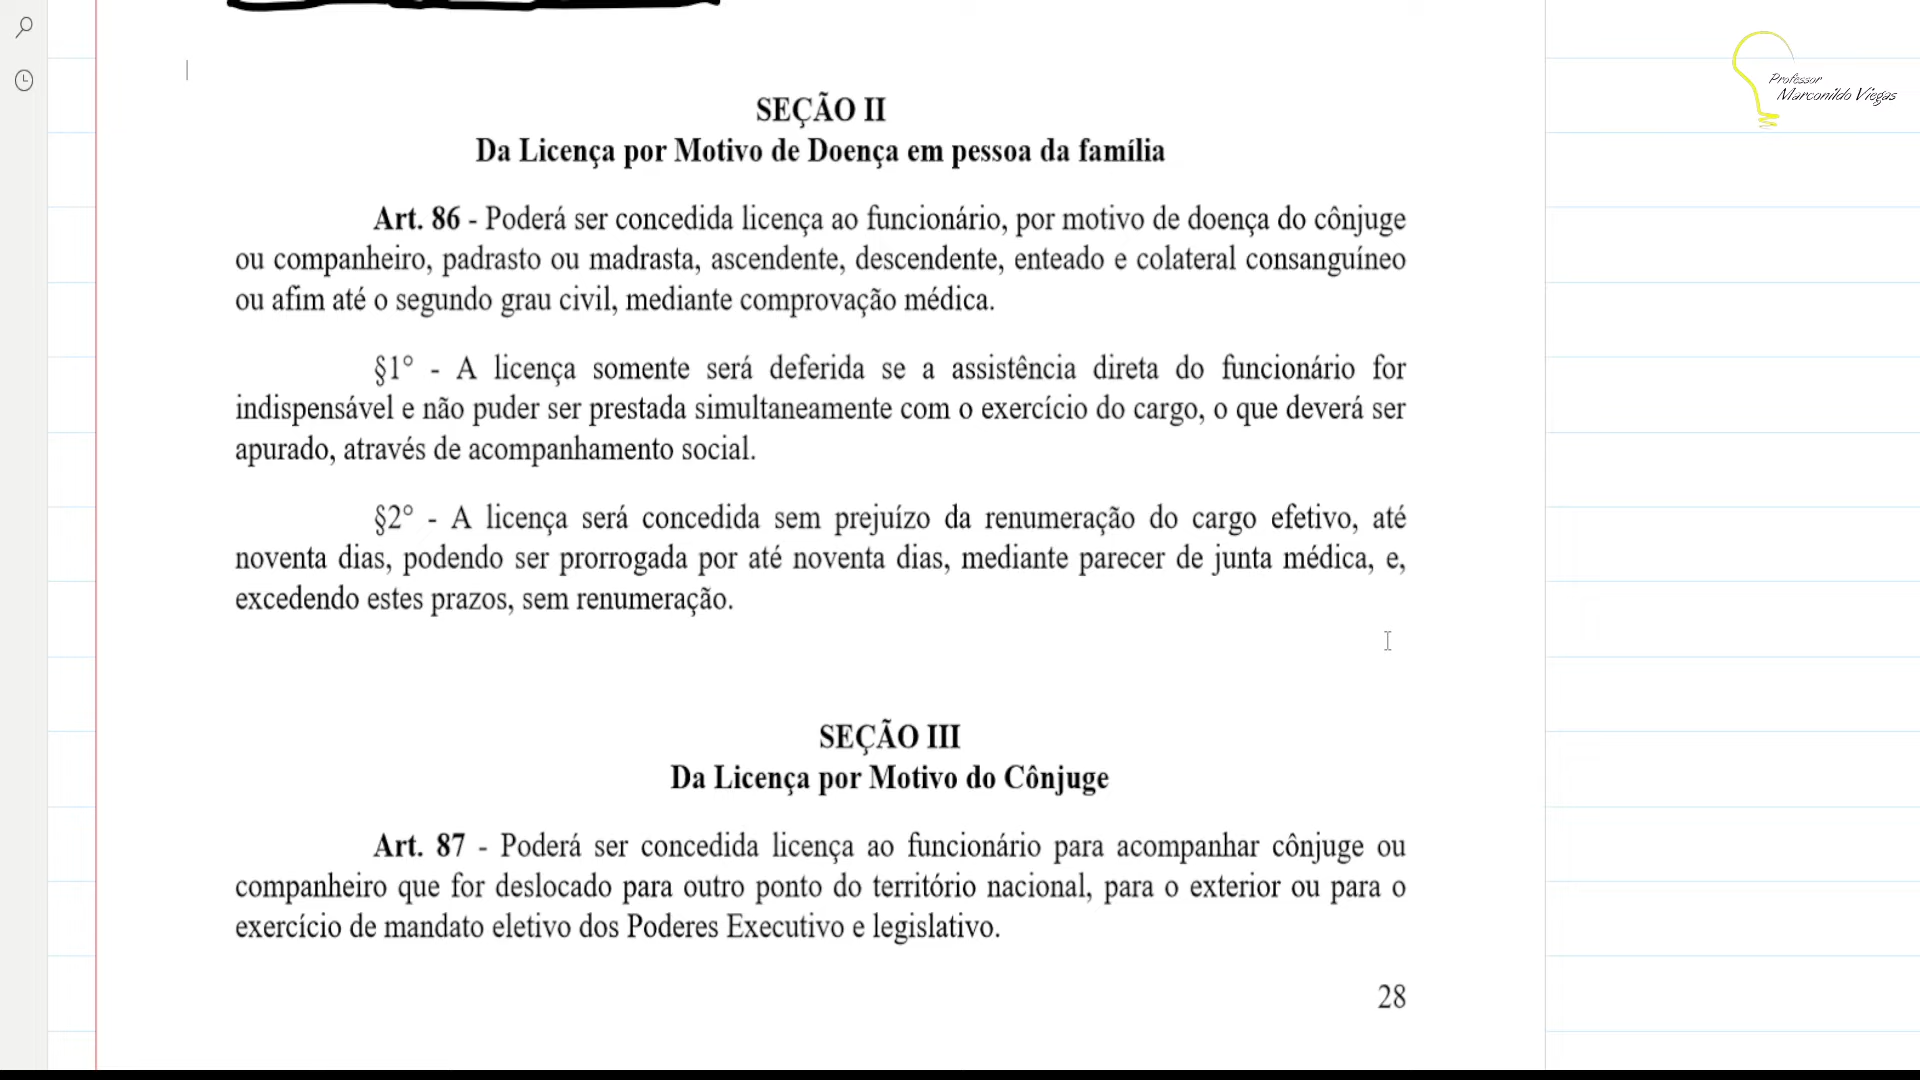 Professor
Marconildo Viegas
SEÇÃO II
Da Licença por Motivo de Doença em pessoa da família
Art. 86 - Poderá ser concedida licença ao funcionário, por motivo de doença do cônjuge
ou companheiro, padrasto ou madrasta, ascendente, descendente, enteado e colateral consanguíneo
ou afim até o segundo grau civil, mediante comprovação médica.
§1° - A licença somente será deferida se a assistência direta do funcionário for
indispensável e não puder ser prestada simultaneamente com o exercício do cargo, o que deverá ser
apurado, através de acompanhamento social.
§2° - A licença será concedida sem prejuízo da renumeração do cargo efetivo, até
noventa dias, podendo ser prorrogada por até noventa dias, mediante parecer de junta médica, e,
excedendo estes prazos, sem renumeração.
SEÇÃO III
Da Licença por Motivo do Cônjuge
Art. 87 - Poderá ser concedida licença ao funcionário para acompanhar cônjuge ou
companheiro que for deslocado para outro ponto do território nacional, para o exterior ou para o
exercício de mandato eletivo dos Poderes Executivo e legislativo.
28